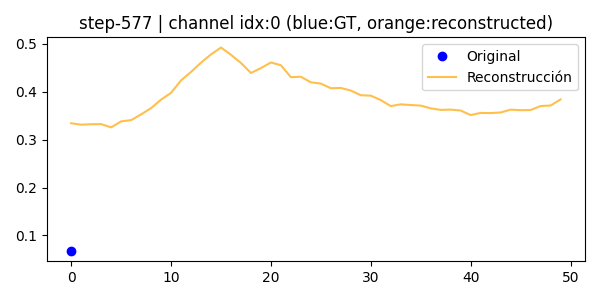 step-577 | channel idx:0 (blue:GT, orange:reconstructed)
Original
Reconstrucción
0.5
0.4
0.3
0.2
0.1
0 10 20 30 40 50